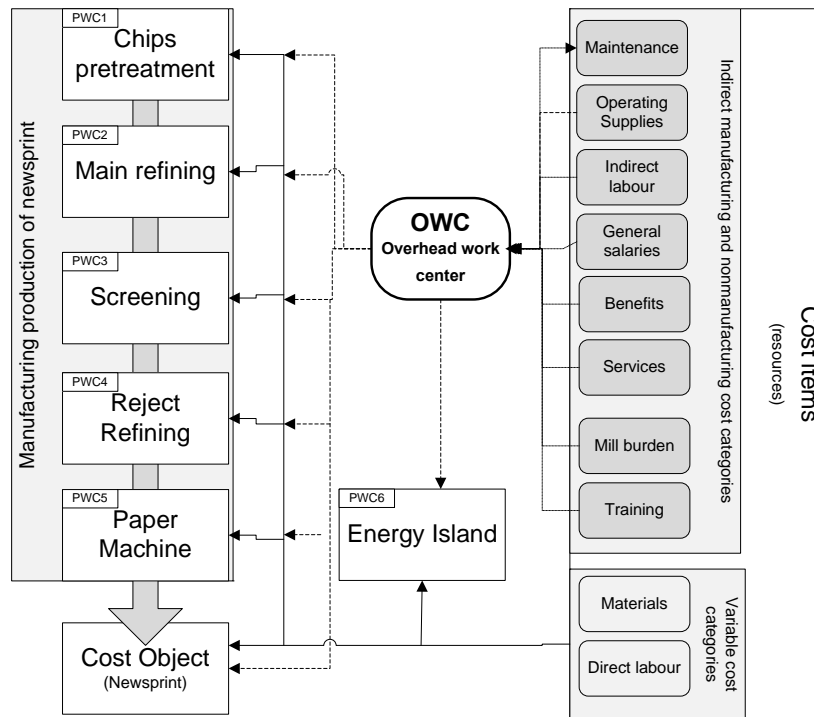 PWC1
Chips
pretreatment
PWC2
Main refining
PWC3
Screening
PWC4
Reject
Refining
PWC5
Paper
Machine
Cost Object
(Newsprint)
Manufacturing production of newsprint
OWC
Overhead work
center
PWC6
Energy Island
Maintenance
Operating
Supplies
Indirect
labour
General
salaries
Benefits
Services
Mill burden
Training
Indirect manufacturing and nonmanufacturing cost categories
Materials
Direct labour
Variable cost
categories
Cost items
(resources)